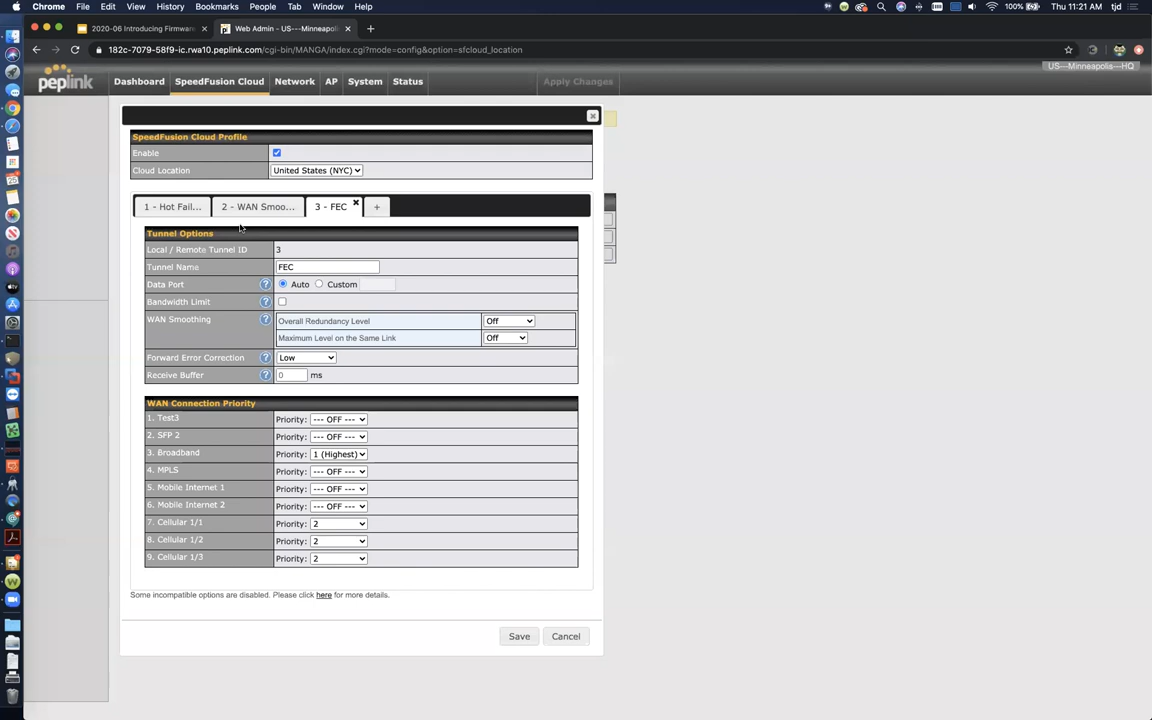 Chrome File Edit View History Bookmarks People Tab Window Help 100% Thu 11:21 AM tjd
2020-06 Introducing Firmware × Web Admin - US---Minneapolis- × +
182c-7079-58f9-ic.rwa10.peplink.com/cgi-bin/MANGA/index.cgi?mode=config&option=sfcloud_location
US---Minneapolis---HQ
peplink Dashboard SpeedFusion Cloud Network AP System Status Apply Changes
SpeedFusion Cloud Profile
Enable
Cloud Location United States (NYC)
1 - Hot Fail... 2 - WAN Smoo... 3 - FEC × +
Tunnel Options
Local / Remote Tunnel ID 3
Tunnel Name FEC
Data Port ? Auto Custom
Bandwidth Limit ?
WAN Smoothing ? Overall Redundancy Level Off
Maximum Level on the Same Link Off
Forward Error Correction ? Low
Receive Buffer ? 0 ms
WAN Connection Priority
1. Test3 Priority: --- OFF ---
2. SFP 2 Priority: --- OFF ---
3. Broadband Priority: 1 (Highest)
4. MPLS Priority: --- OFF ---
5. Mobile Internet 1 Priority: --- OFF ---
6. Mobile Internet 2 Priority: --- OFF ---
7. Cellular 1/1 Priority: 2
8. Cellular 1/2 Priority: 2
9. Cellular 1/3 Priority: 2
Some incompatible options are disabled. Please click here for more details.
Save Cancel